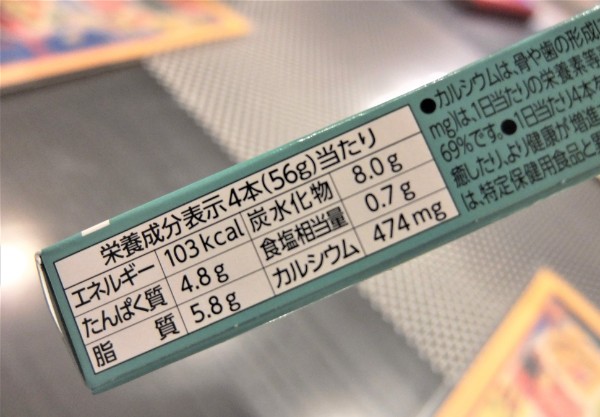 栄養成分表示4本(56g)当たり
エネルギー 103kcal 炭水化物 8.0g
たんぱく質 4.8g 食塩相当量 0.7g
脂質 5.8g カルシウム 474mg
●カルシウムは、骨や歯の形成に
mg)は、1日当たりの栄養素等
69%です。●1日当たり4本を
癒したり、より健康が増進
は、特定保健用食品と